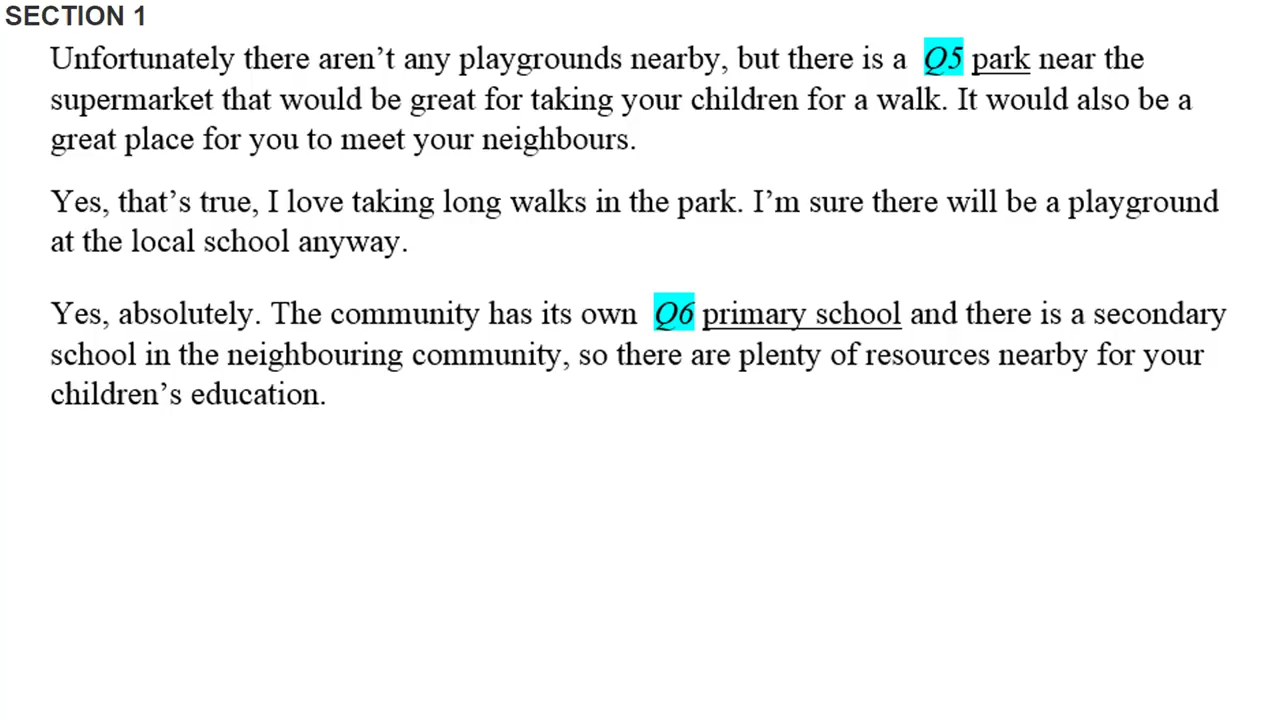 SECTION 1
Unfortunately there aren’t any playgrounds nearby, but there is a Q5 park near the
supermarket that would be great for taking your children for a walk. It would also be a
great place for you to meet your neighbours.
Yes, that’s true, I love taking long walks in the park. I’m sure there will be a playground
at the local school anyway.
Yes, absolutely. The community has its own Q6 primary school and there is a secondary
school in the neighbouring community, so there are plenty of resources nearby for your
children’s education.